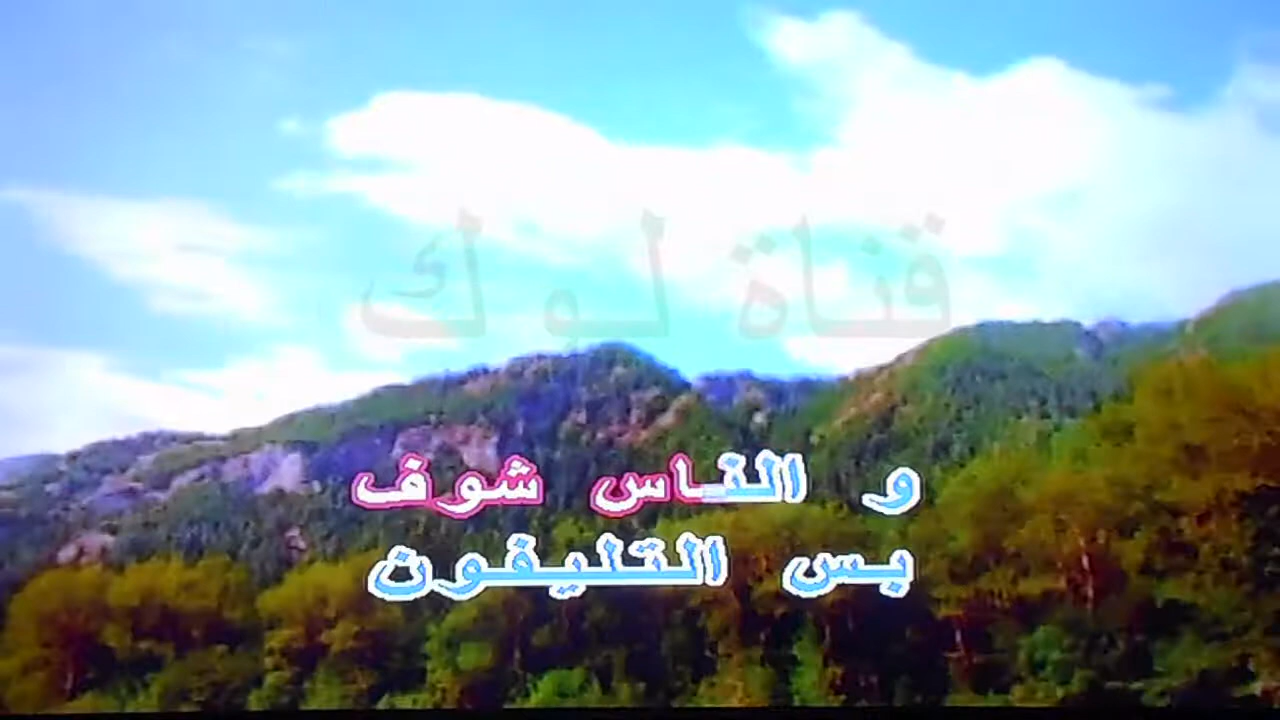 قناة لوك
و الناس شوف
بس التليفون